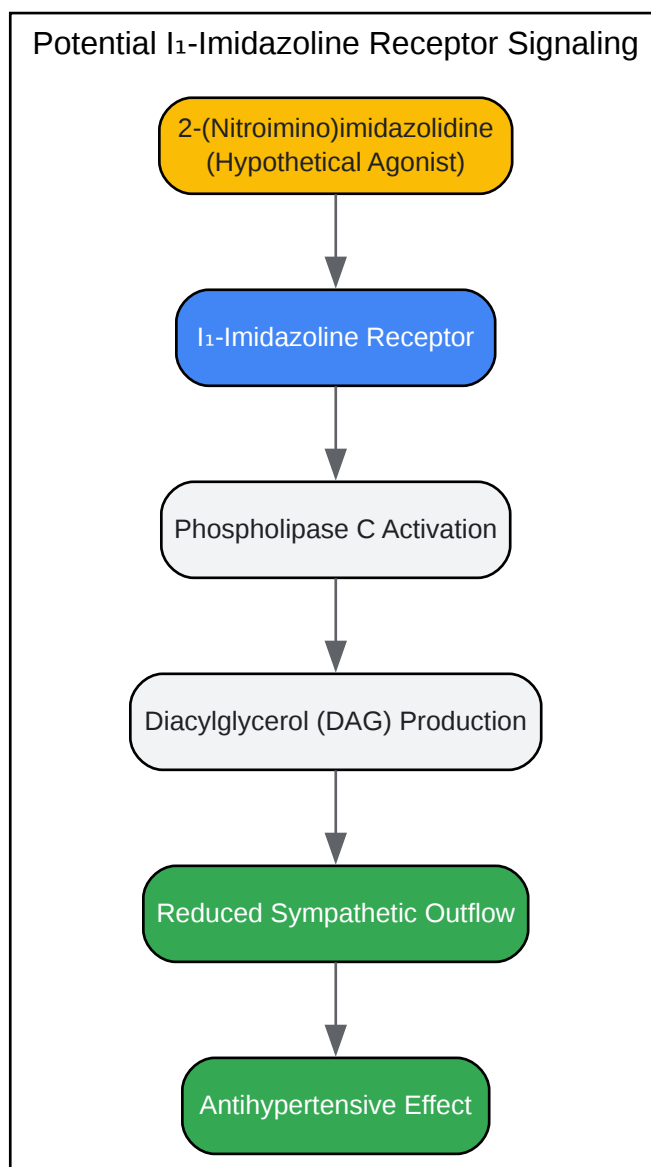 Potential I₁-Imidazoline Receptor Signaling
2-(Nitroimino)imidazolidine
(Hypothetical Agonist)
I₁-Imidazoline Receptor
Phospholipase C Activation
Diacylglycerol (DAG) Production
Reduced Sympathetic Outflow
Antihypertensive Effect